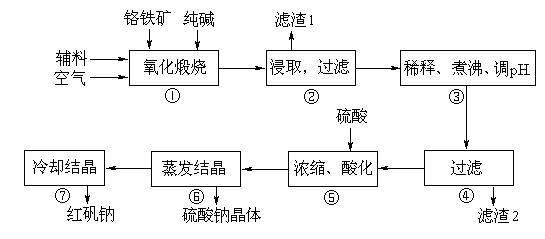 铬铁矿 纯碱 滤渣1
辅料
空气
氧化煅烧 浸取，过滤 稀释、煮沸、调pH
① ② ③
硫酸
冷却结晶 蒸发结晶 浓缩、酸化 过滤
⑦ ⑥ ⑤ ④
红矾钠 硫酸钠晶体 滤渣2